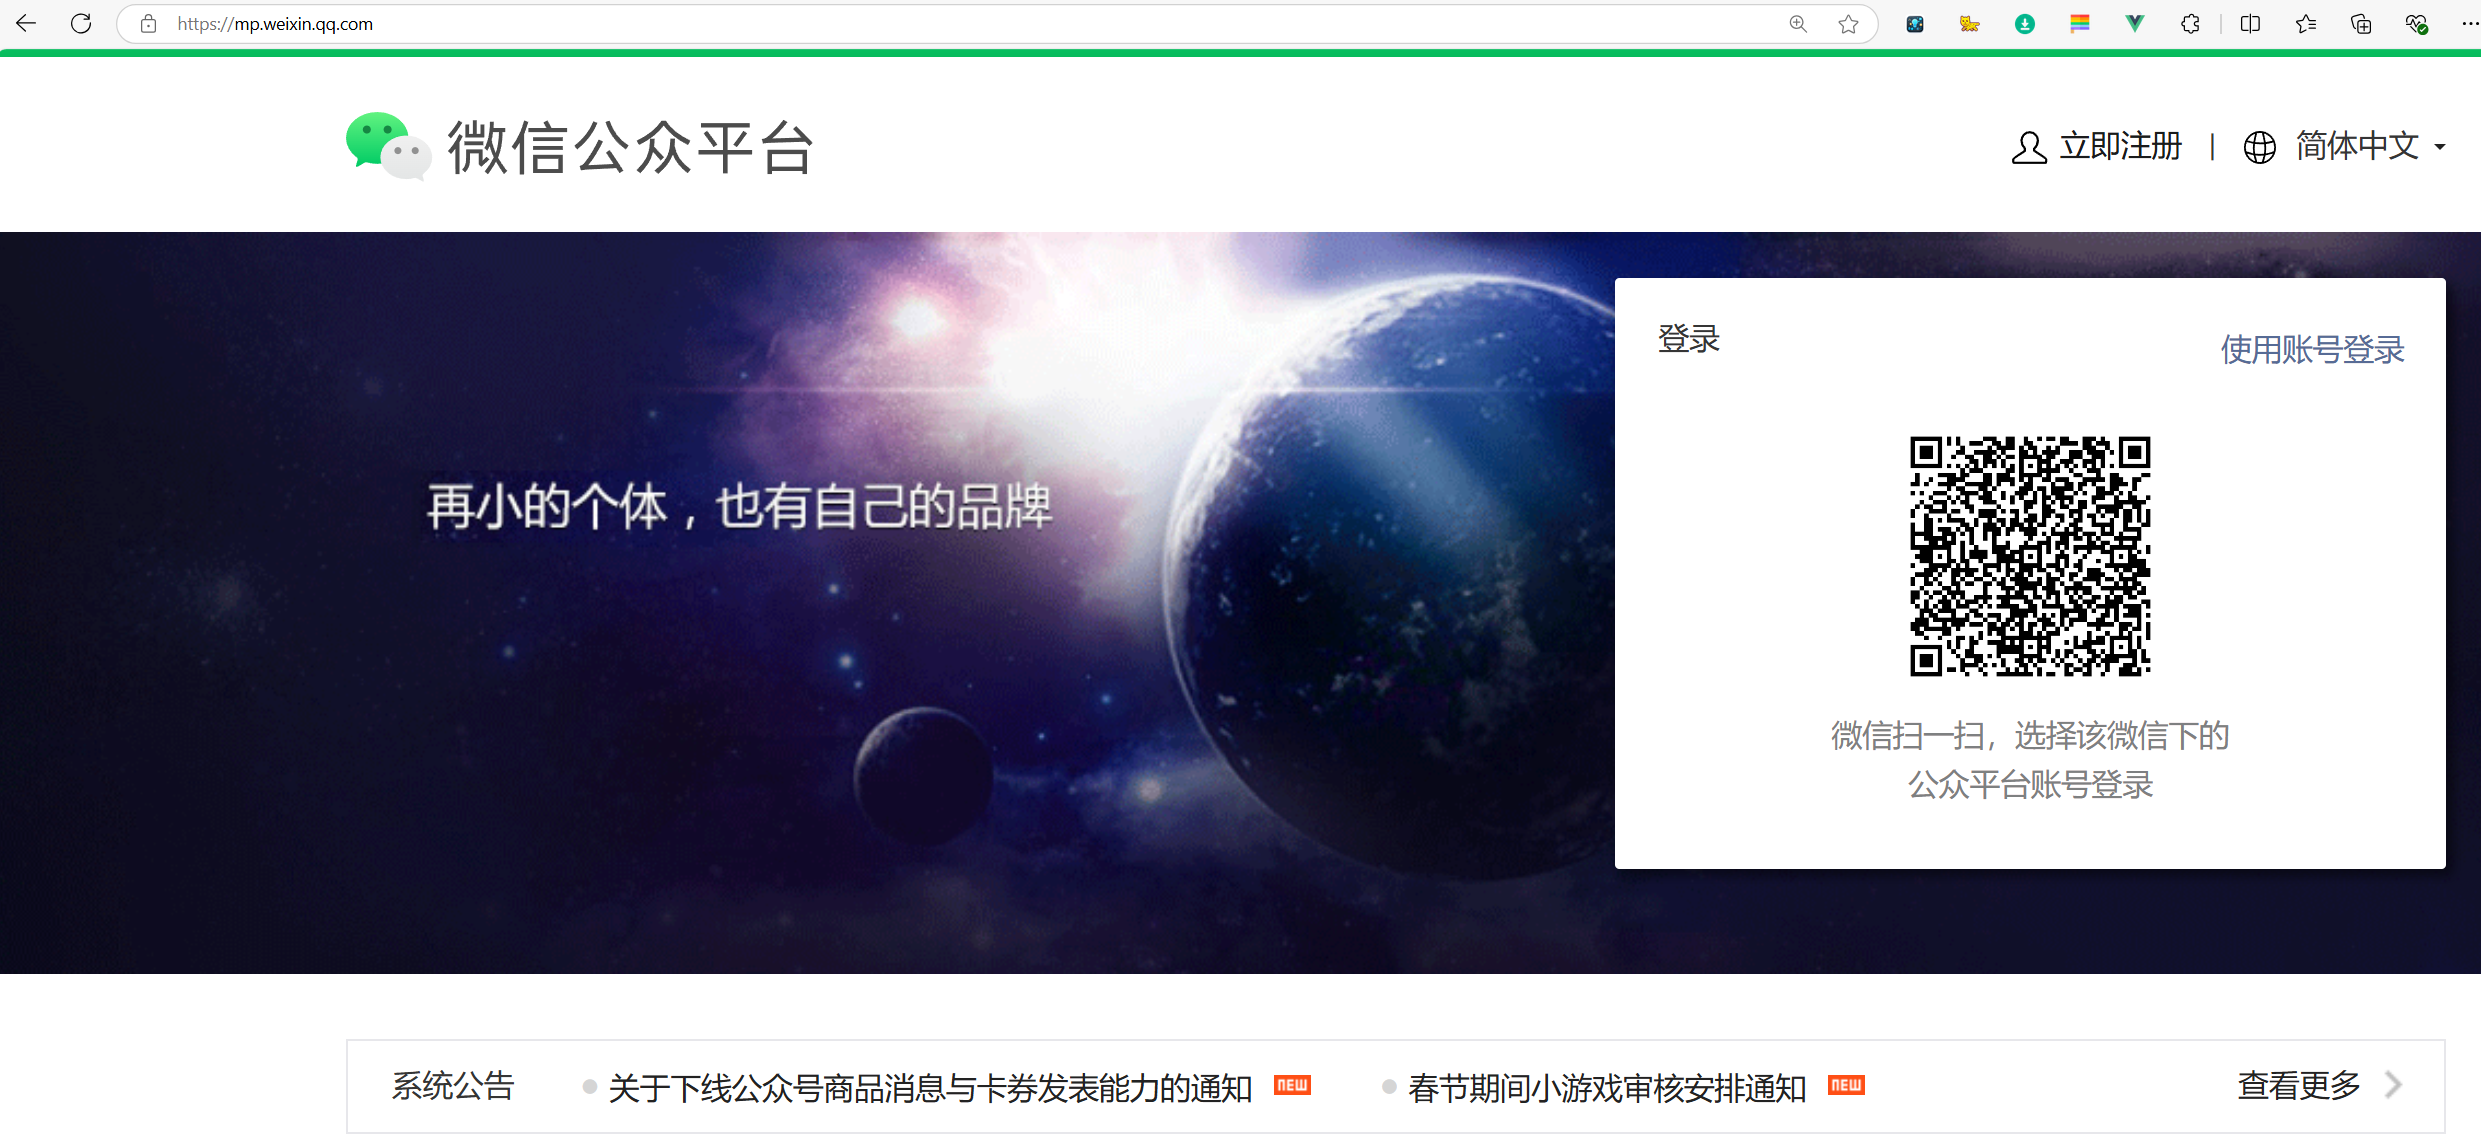 https://mp.weixin.qq.com
微信公众平台
立即注册 | 简体中文
登录
使用账号登录
再小的个体，也有自己的品牌
微信扫一扫，选择该微信下的
公众平台账号登录
系统公告
关于下线公众号商品消息与卡券发表能力的通知 NEW
春节期间小游戏审核安排通知 NEW
查看更多